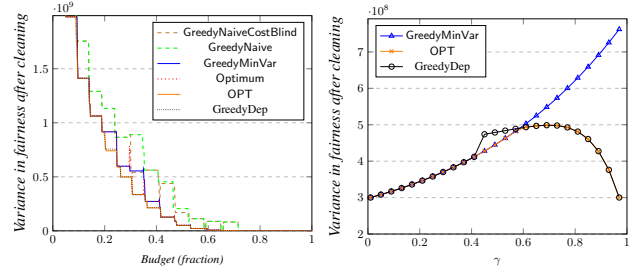 Variance in fairness after cleaning
·10⁹
1.5
1
0.5
0
0
0.2
0.4
0.6
0.8
1
Budget (fraction)
GreedyNaiveCostBlind
GreedyNaive
GreedyMinVar
Optimum
OPT
GreedyDep
Variance in fairness after cleaning
·10⁸
7
6
5
4
3
2
0
0.2
0.4
0.6
0.8
1
γ
GreedyMinVar
OPT
GreedyDep